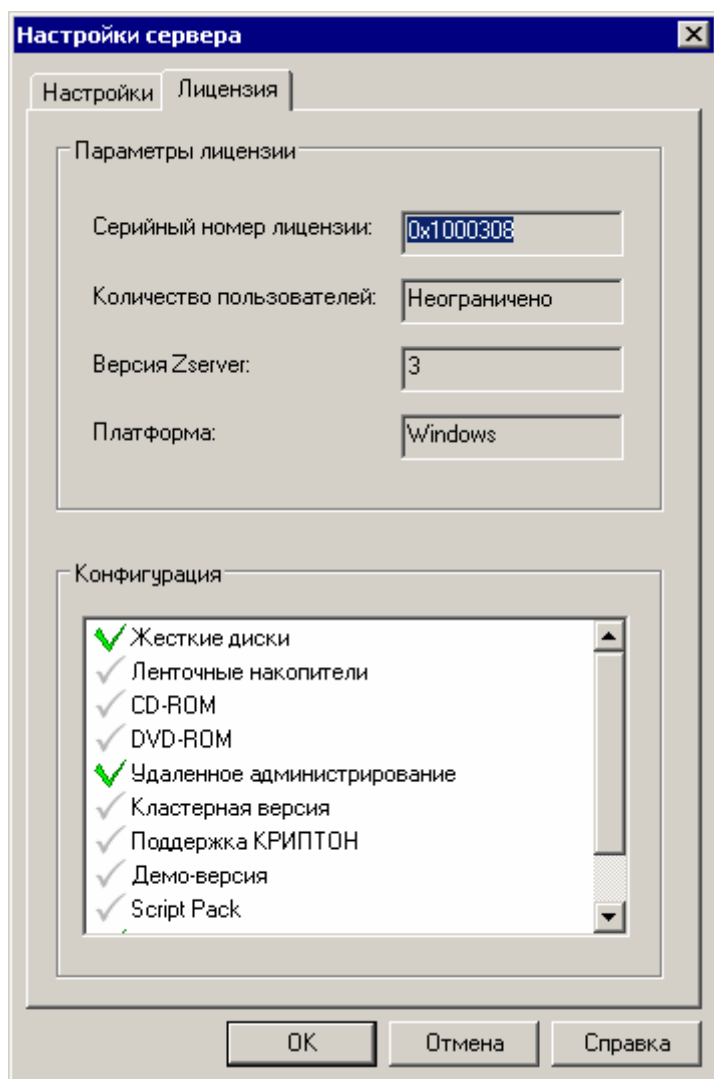 Настройки сервера
Настройки Лицензия
Параметры лицензии
Серийный номер лицензии: 0x1000308
Количество пользователей: Неограничено
Версия Zserver: 3
Платформа: Windows
Конфигурация
Жесткие диски
Ленточные накопители
CD-ROM
DVD-ROM
Удаленное администрирование
Кластерная версия
Поддержка КРИПТОН
Демо-версия
Script Pack
OK Отмена Справка